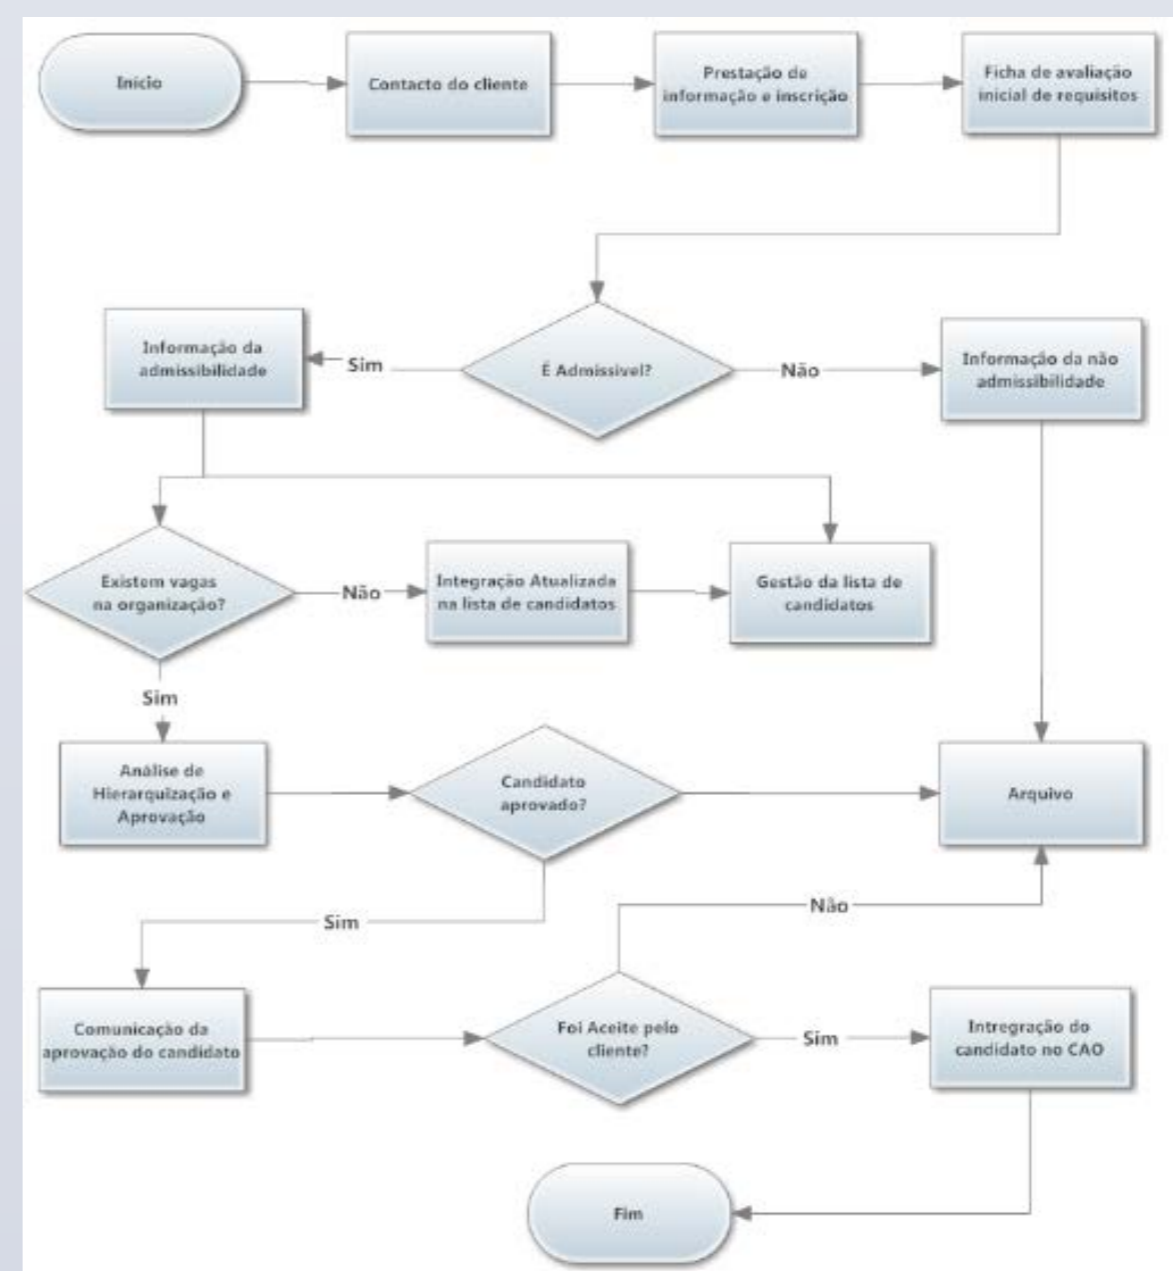 Início
Contacto do cliente
Prestação de
informação e inscrição
Ficha de avaliação
inicial de requisitos
Informação da
admissibilidade
Sim
É Admissivel?
Não
Informação da não
admissibilidade
Existem vagas
na organização?
Não
Integração Atualizada
na lista de candidatos
Gestão da lista de
candidatos
Sim
Análise de
Hierarquização e
Aprovação
Candidato
aprovado?
Arquivo
Sim
Não
Comunicação da
aprovação do candidato
Foi Aceite pelo
cliente?
Sim
Intregração do
candidato no CAO
Fim